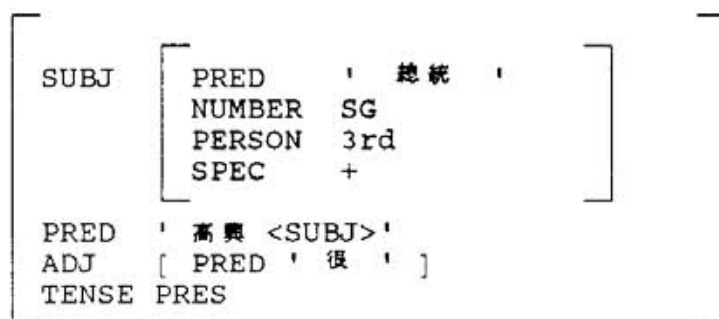 SUBJ PRED ' 總統 '
NUMBER SG
PERSON 3rd
SPEC +
PRED ' 高興 <SUBJ>'
ADJ [ PRED ' 很 ' ]
TENSE PRES